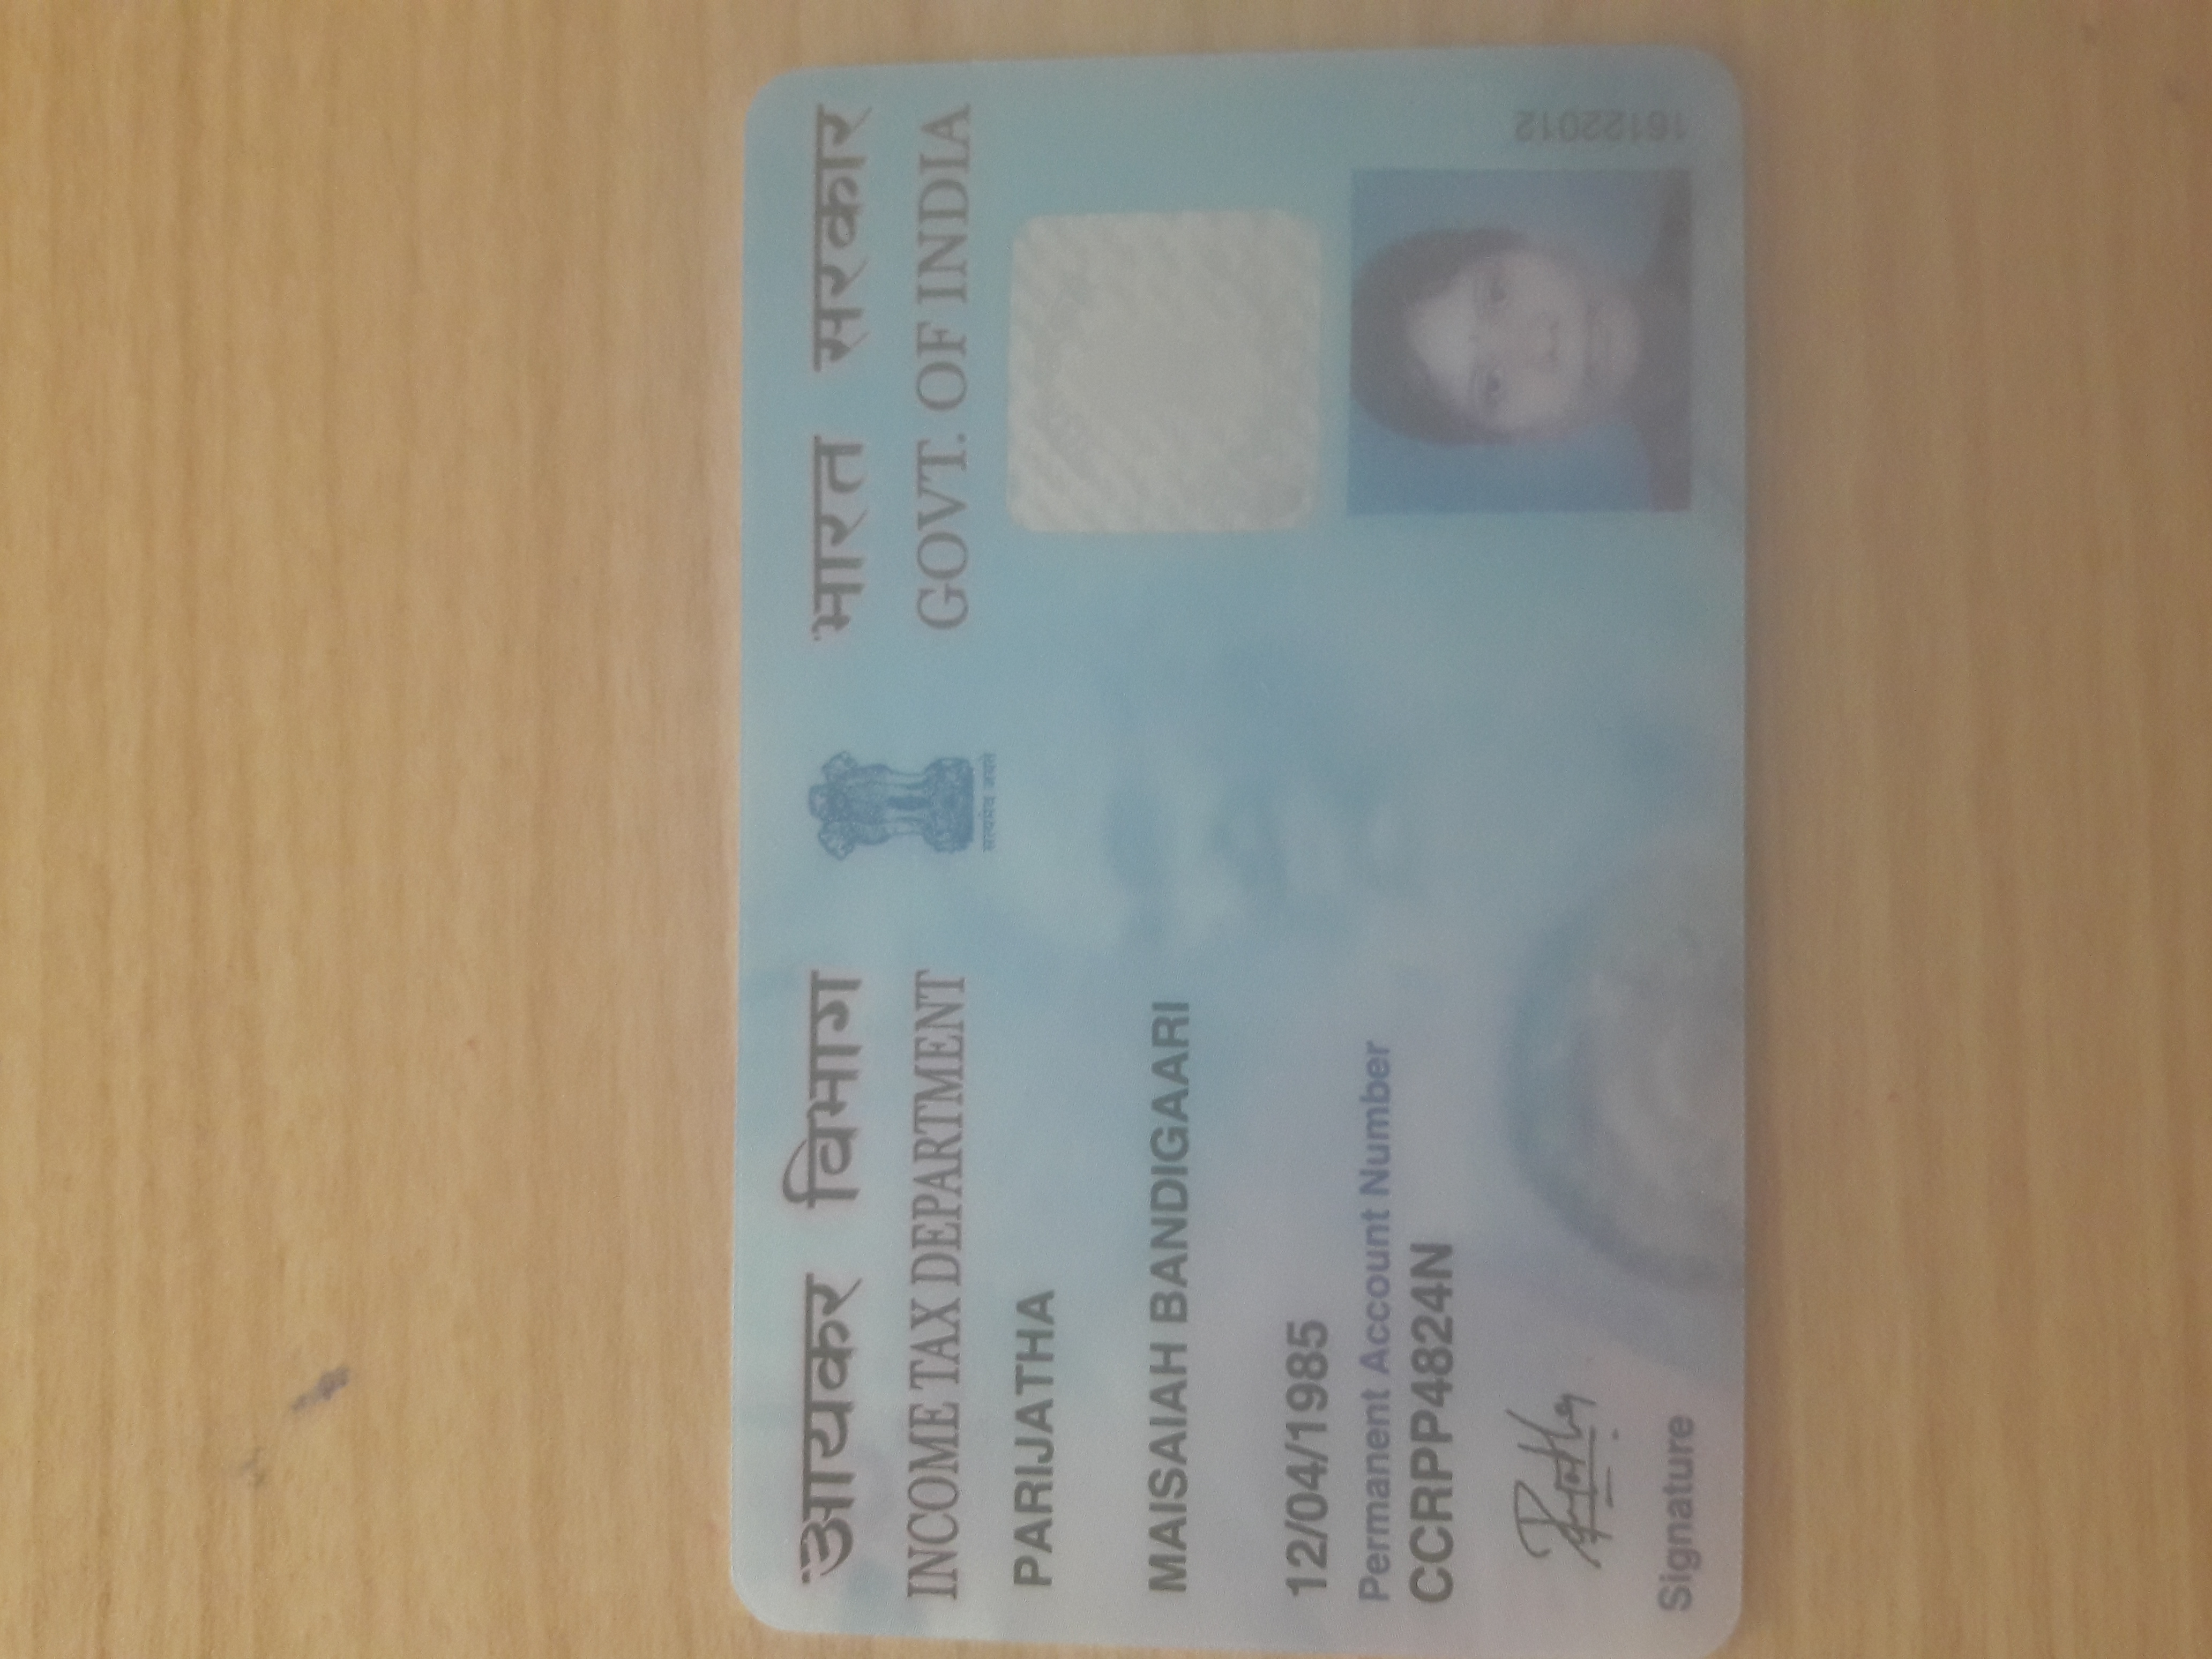 आयकर विभाग
भारत सरकार
INCOME TAX DEPARTMENT
GOVT. OF INDIA
सत्यमेव जयते
PARIJATHA
MAISAIAH BANDIGAARI
12/04/1985
Permanent Account Number
CCRPP4824N
Signature
16122012